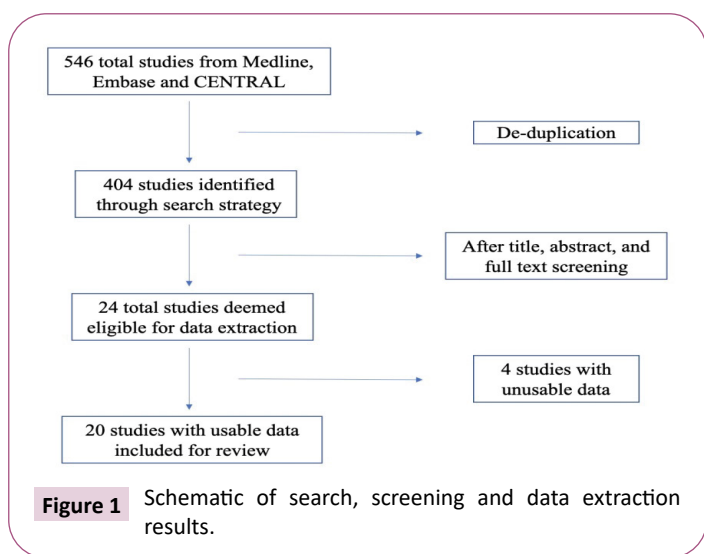 546 total studies from Medline,
Embase and CENTRAL
De-duplication
404 studies identified
through search strategy
After title, abstract, and
full text screening
24 total studies deemed
eligible for data extraction
4 studies with
unusable data
20 studies with usable data
included for review
Figure 1 Schematic of search, screening and data extraction
results.